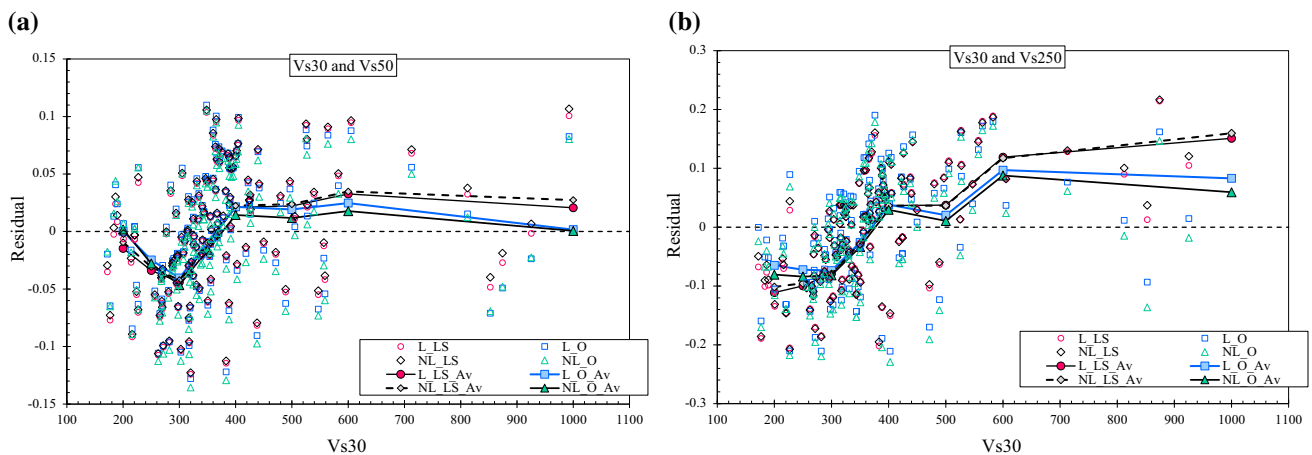 (a)
Vs30 and Vs50
0.15
0.1
0.05
0
-0.05
-0.1
-0.15
Residual
100 200 300 400 500 600 700 800 900 1000 1100
Vs30
L_LS L_O
NL_LS NL_O
L_LS_Av L_O_Av
NL_LS_Av NL_O_Av
(b)
Vs30 and Vs250
0.3
0.2
0.1
0
-0.1
-0.2
-0.3
Residual
100 200 300 400 500 600 700 800 900 1000 1100
Vs30
L_LS L_O
NL_LS NL_O
L_LS_Av L_O_Av
NL_LS_Av NL_O_Av